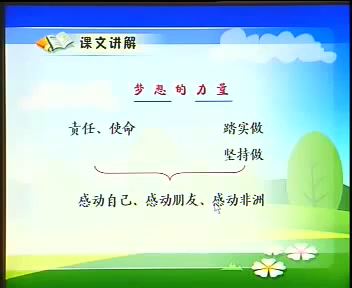 课文讲解
梦想的力量
责任、使命 踏实做
坚持做
感动自己、感动朋友、感动非洲